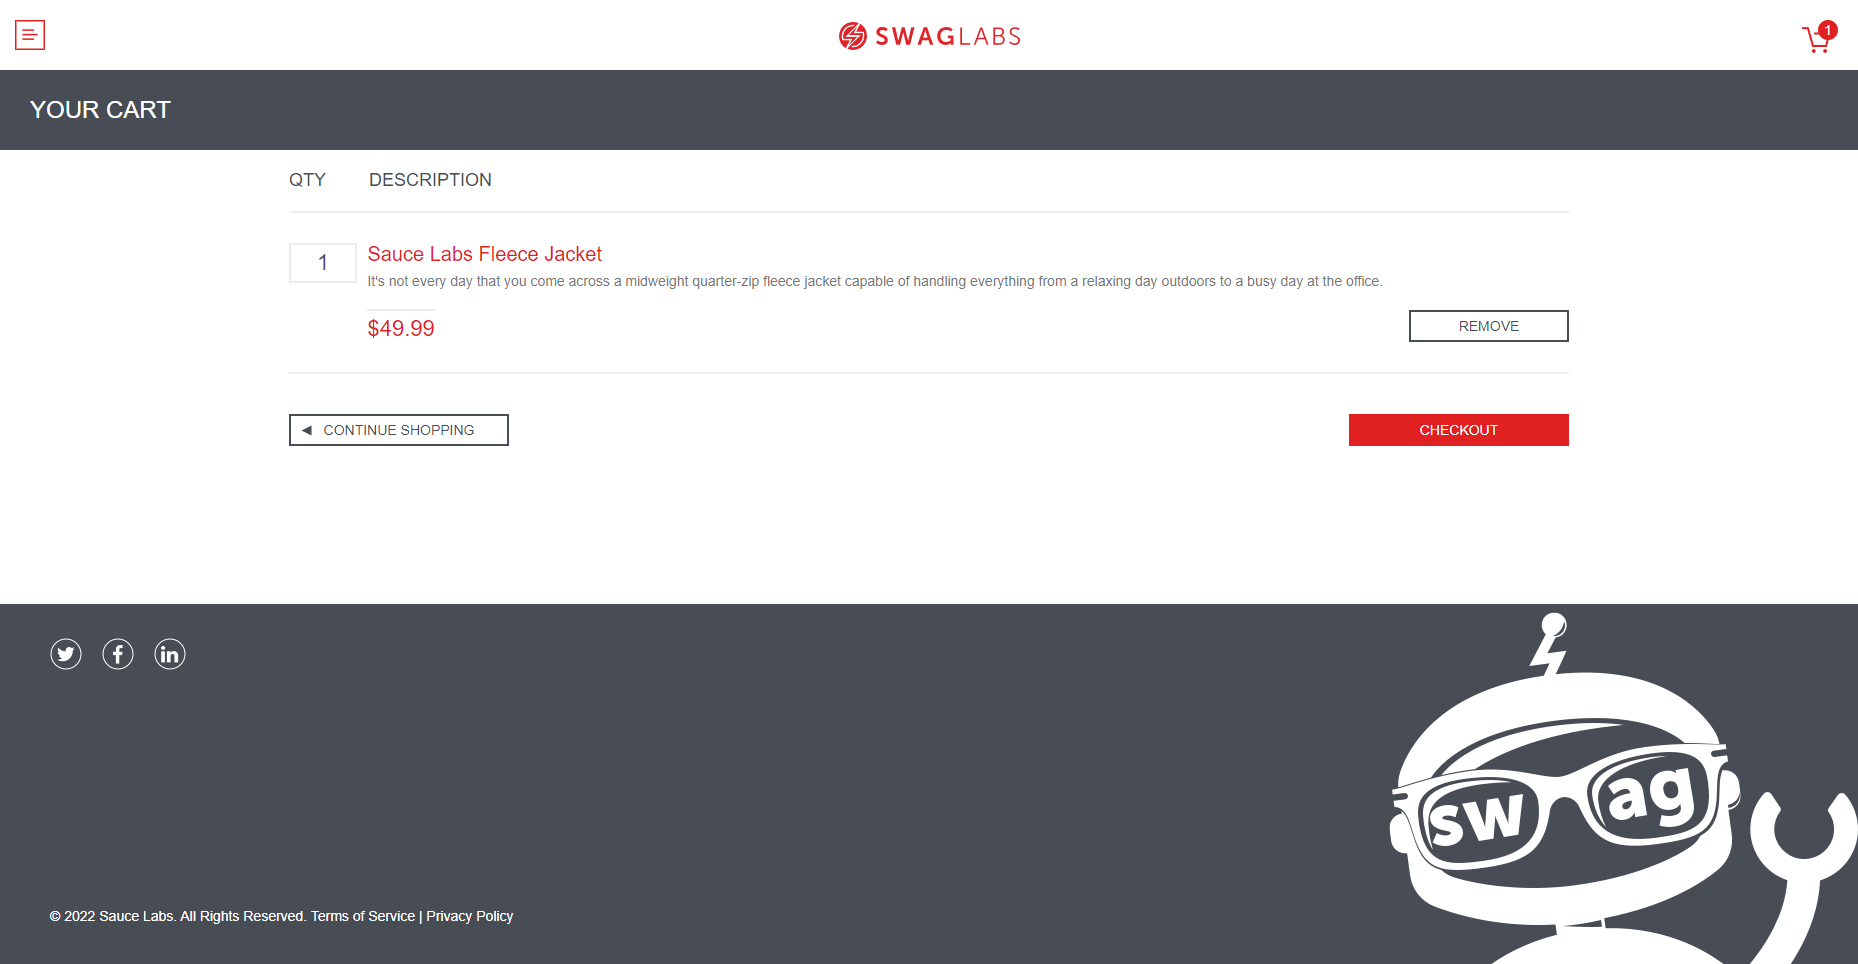 SWAGLABS
1
YOUR CART
QTY DESCRIPTION
1 Sauce Labs Fleece Jacket
It's not every day that you come across a midweight quarter-zip fleece jacket capable of handling everything from a relaxing day outdoors to a busy day at the office.
$49.99 REMOVE
CONTINUE SHOPPING CHECKOUT
swag
© 2022 Sauce Labs. All Rights Reserved. Terms of Service | Privacy Policy